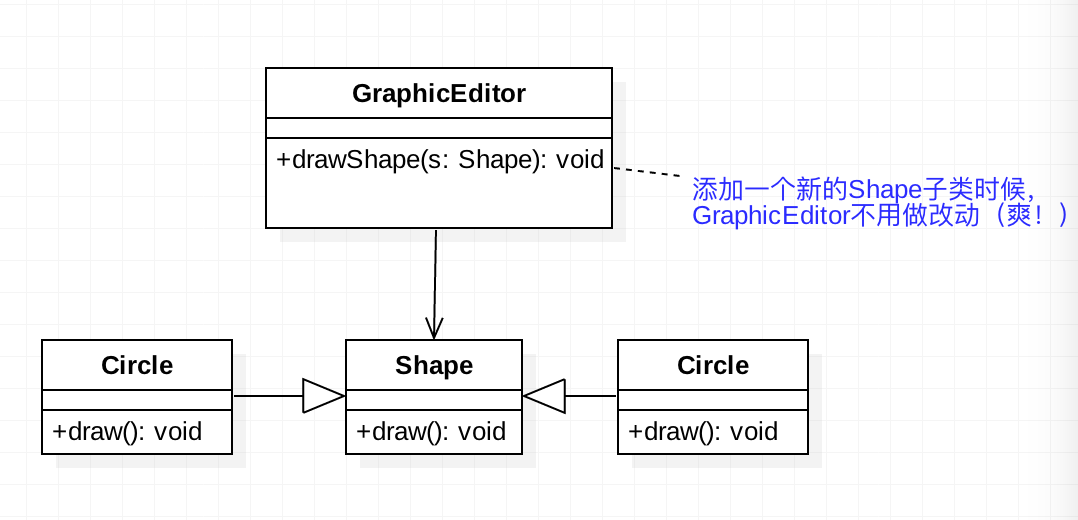 GraphicEditor
+drawShape(s: Shape): void
添加一个新的Shape子类时候，
GraphicEditor不用做改动（爽！）
Circle
+draw(): void
Shape
+draw(): void
Circle
+draw(): void